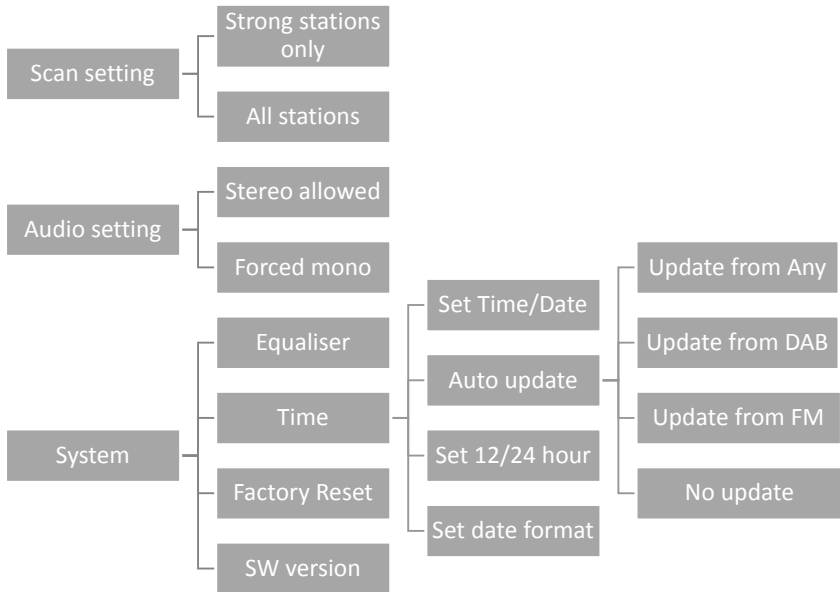 Scan setting
Strong stations
only
All stations
Audio setting
Stereo allowed
Forced mono
System
Equaliser
Time
Factory Reset
SW version
Set Time/Date
Auto update
Set 12/24 hour
Set date format
Update from Any
Update from DAB
Update from FM
No update